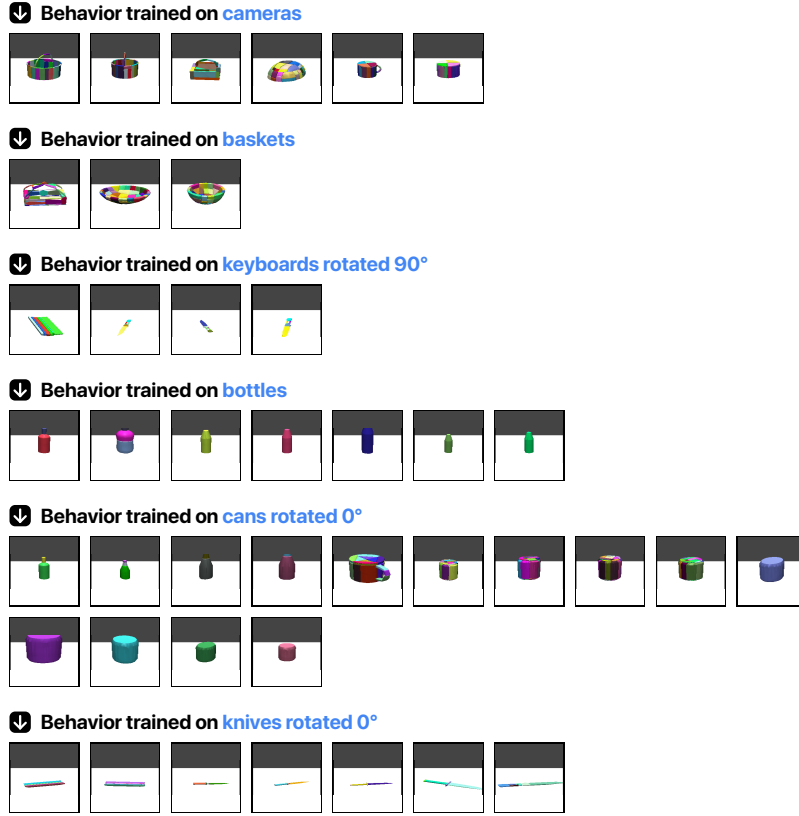 Behavior trained on cameras
Behavior trained on baskets
Behavior trained on keyboards rotated 90°
Behavior trained on bottles
Behavior trained on cans rotated 0°
Behavior trained on knives rotated 0°